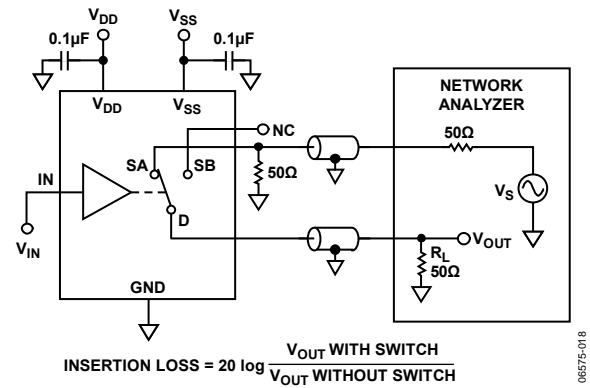 VDD
VSS
0.1µF
0.1µF
VDD
VSS
NETWORK
ANALYZER
NC
50Ω
SA
SB
50Ω
IN
VS
D
VIN
VOUT
RL
50Ω
GND
INSERTION LOSS = 20 log VOUT WITH SWITCH
VOUT WITHOUT SWITCH
06575-018